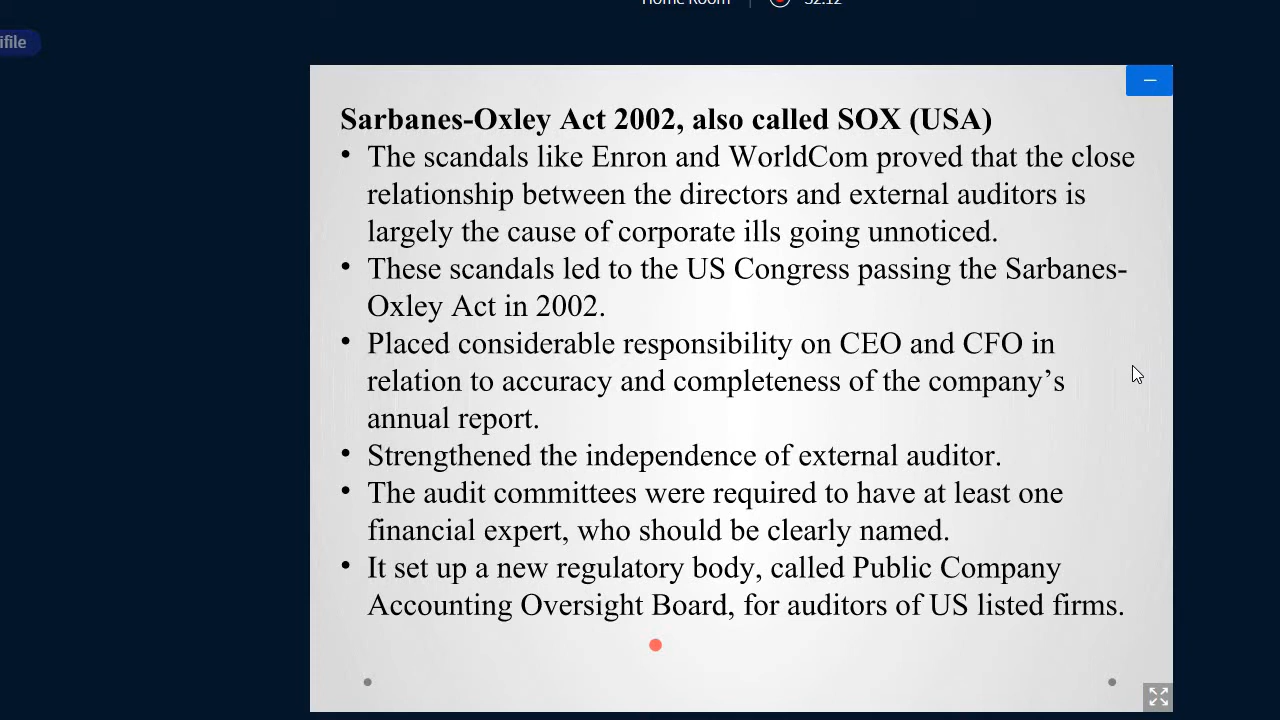 Home Room 52:12
ifile
Sarbanes-Oxley Act 2002, also called SOX (USA)
• The scandals like Enron and WorldCom proved that the close
relationship between the directors and external auditors is
largely the cause of corporate ills going unnoticed.
• These scandals led to the US Congress passing the Sarbanes-
Oxley Act in 2002.
• Placed considerable responsibility on CEO and CFO in
relation to accuracy and completeness of the company's
annual report.
• Strengthened the independence of external auditor.
• The audit committees were required to have at least one
financial expert, who should be clearly named.
• It set up a new regulatory body, called Public Company
Accounting Oversight Board, for auditors of US listed firms.